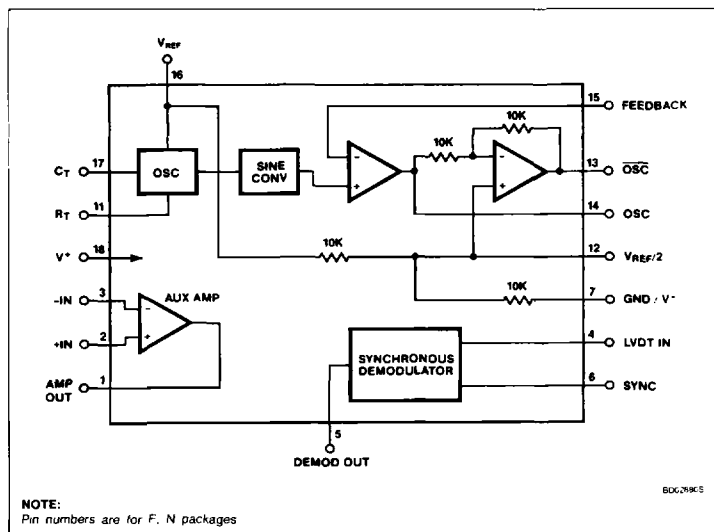 VREF
16
15
FEEDBACK
10K
10K
CT
17
OSC
SINE
CONV
-
+
-
+
13
OSC
14
OSC
RT
11
V+
18
10K
12
VREF/2
-IN
3
AUX AMP
-
+
10K
7
GND / V-
+IN
2
SYNCHRONOUS
DEMODULATOR
4
LVDT IN
AMP
OUT
1
6
SYNC
5
DEMOD OUT
NOTE:
Pin numbers are for F, N packages